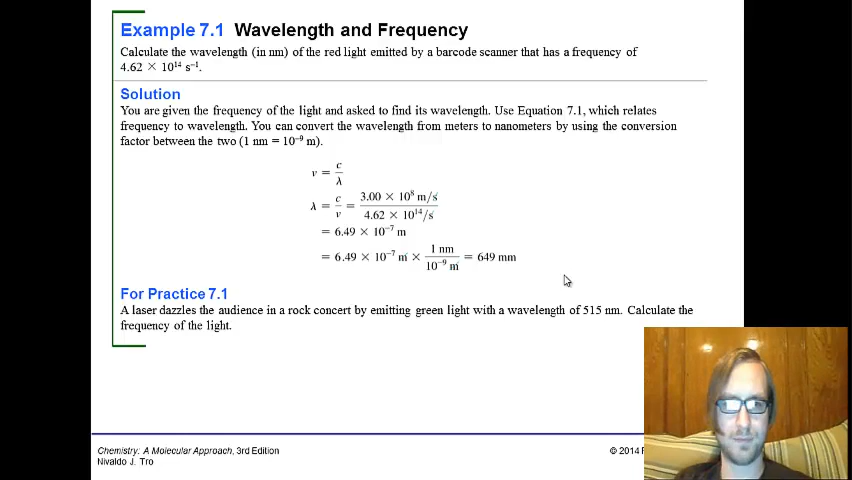 Example 7.1 Wavelength and Frequency
Calculate the wavelength (in nm) of the red light emitted by a barcode scanner that has a frequency of
4.62 × 10¹⁴ s⁻¹.
Solution
You are given the frequency of the light and asked to find its wavelength. Use Equation 7.1, which relates
frequency to wavelength. You can convert the wavelength from meters to nanometers by using the conversion
factor between the two (1 nm = 10⁻⁹ m).
ν = c/λ
λ = c/ν = 3.00 × 10⁸ m/s / 4.62 × 10¹⁴/s
= 6.49 × 10⁻⁷ m
= 6.49 × 10⁻⁷ m × 1 nm / 10⁻⁹ m = 649 mm
For Practice 7.1
A laser dazzles the audience in a rock concert by emitting green light with a wavelength of 515 nm. Calculate the
frequency of the light.
Chemistry: A Molecular Approach, 3rd Edition
Nivaldo J. Tro
© 2014